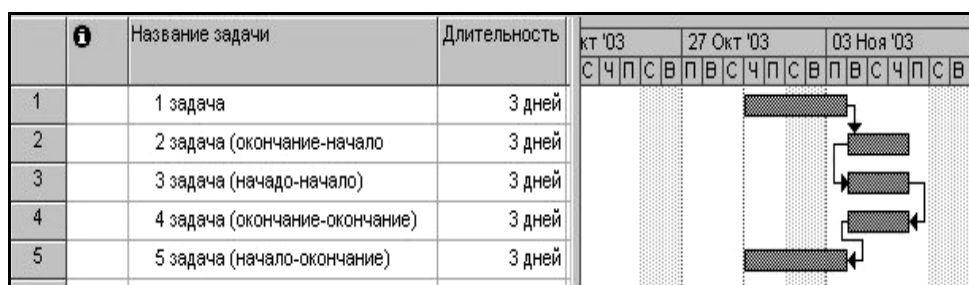 Название задачи Длительность кт '03 27 Окт '03 03 Ноя '03
С Ч П С В П В С Ч П С В П В С Ч П С В
1 1 задача 3 дней
2 2 задача (окончание-начало 3 дней
3 3 задача (начадо-начало) 3 дней
4 4 задача (окончание-окончание) 3 дней
5 5 задача (начало-окончание) 3 дней